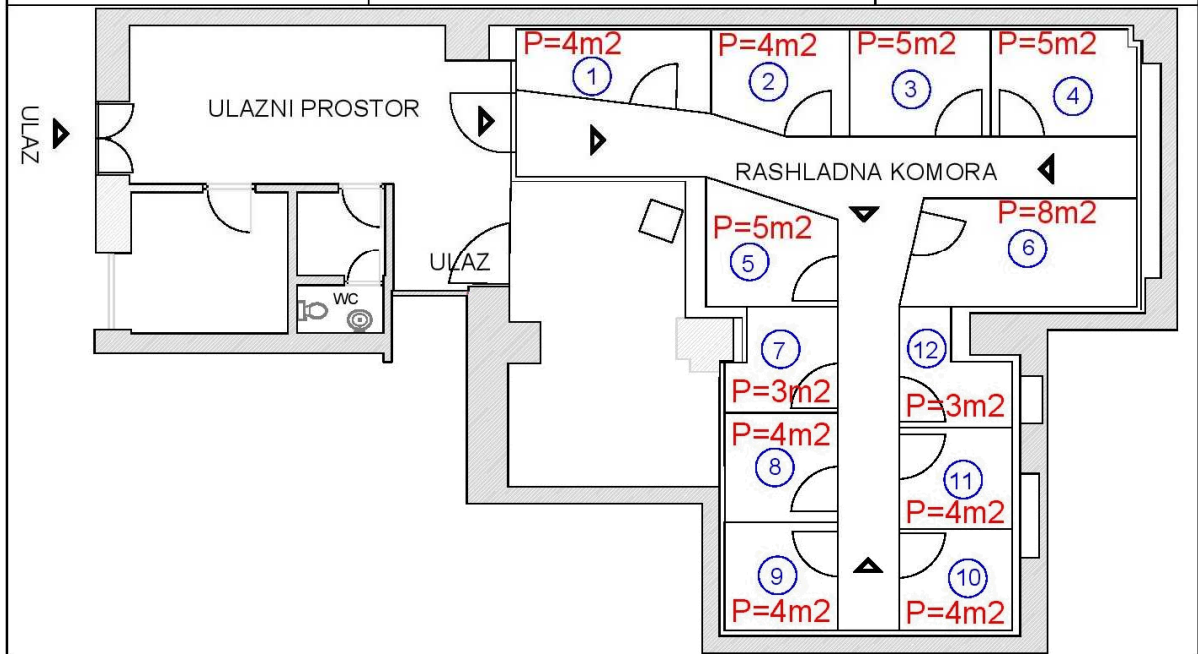 P=4m2
1
P=4m2
2
P=5m2
3
P=5m2
4
ULAZ
ULAZNI PROSTOR
RASHLADNA KOMORA
P=5m2
5
P=8m2
6
ULAZ
WC
7
P=3m2
12
P=3m2
P=4m2
8
11
P=4m2
9
P=4m2
10
P=4m2